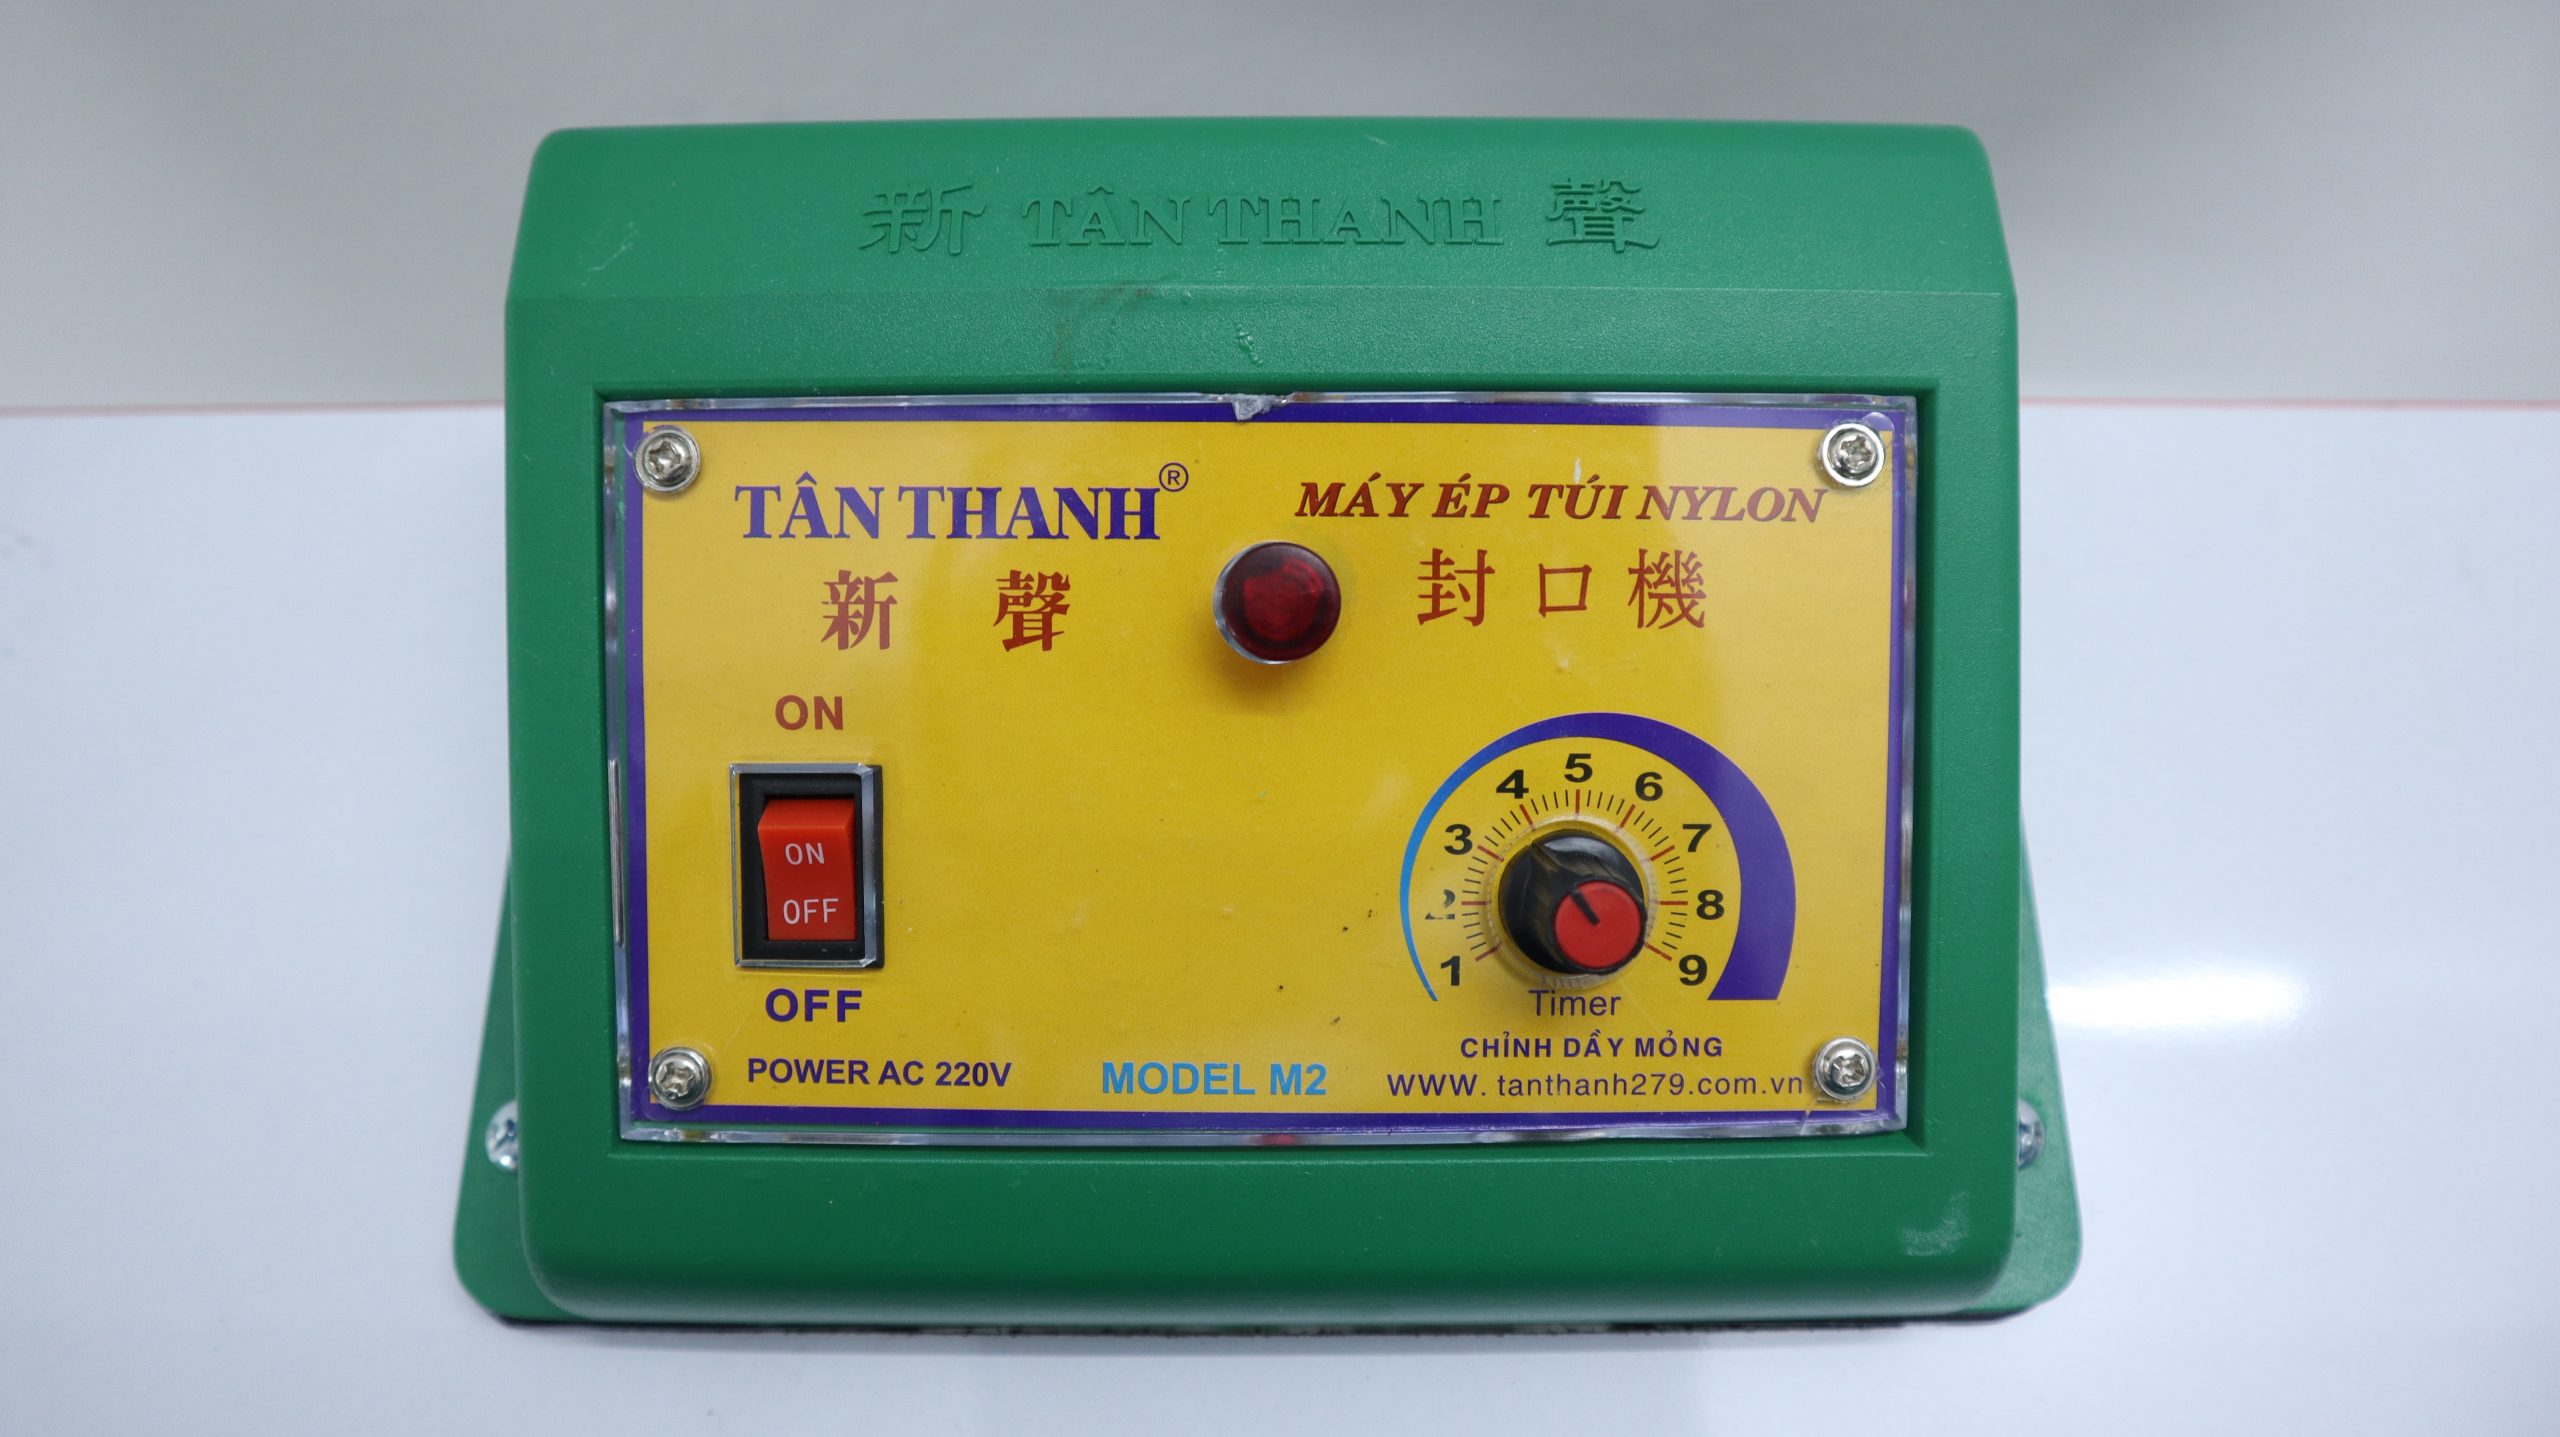 新 TÂN THANH 聲
TÂN THANH®
新 聲
MÁY ÉP TÚI NYLON
封口機
ON
ON
OFF
OFF
1 2 3 4 5 6 7 8 9
Timer
CHỈNH DẦY MỎNG
POWER AC 220V
MODEL M2
WWW. tanthanh279.com.vn